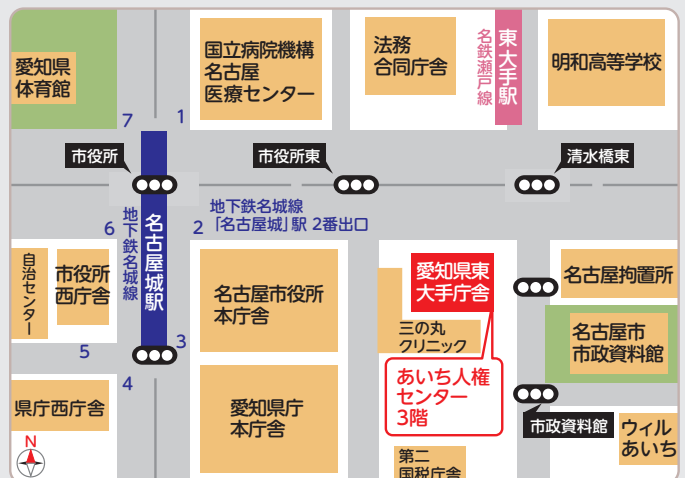 愛知県
体育館
国立病院機構
名古屋
医療センター
法務
合同庁舎
東大手駅
名鉄瀬戸線
明和高等学校
7
1
市役所
市役所東
清水橋東
地下鉄名城線
「名古屋城」駅 2番出口
6
地下鉄名城線
名古屋城駅
2
自治センター
市役所
西庁舎
名古屋市役所
本庁舎
愛知県東
大手庁舎
名古屋拘置所
三の丸
クリニック
名古屋市
市政資料館
5
3
4
県庁西庁舎
愛知県庁
本庁舎
あいち人権
センター
3階
市政資料館
ウィル
あいち
第二
国税庁舎
N